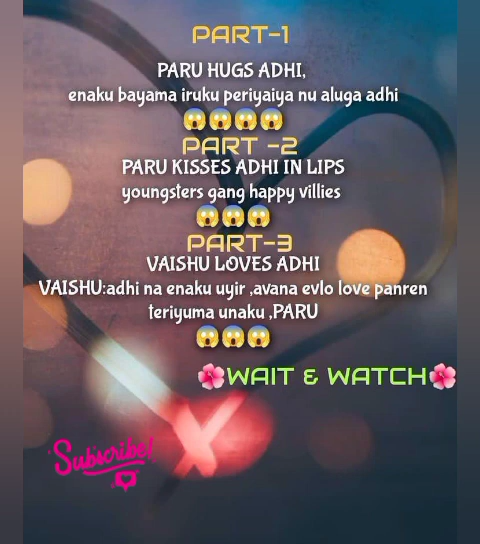 PART-1
PARU HUGS ADHI,
enaku bayama iruku periyaiya nu aluga adhi
😱😱😱😱
PART -2
PARU KISSES ADHI IN LIPS
youngsters gang happy villies
😱😱😱
PART-3
VAISHU LOVES ADHI
VAISHU:adhi na enaku uyir ,avana evlo love panren
teriyuma unaku ,PARU
😱😱😱
🌺WAIT & WATCH🌺
Subscribe!